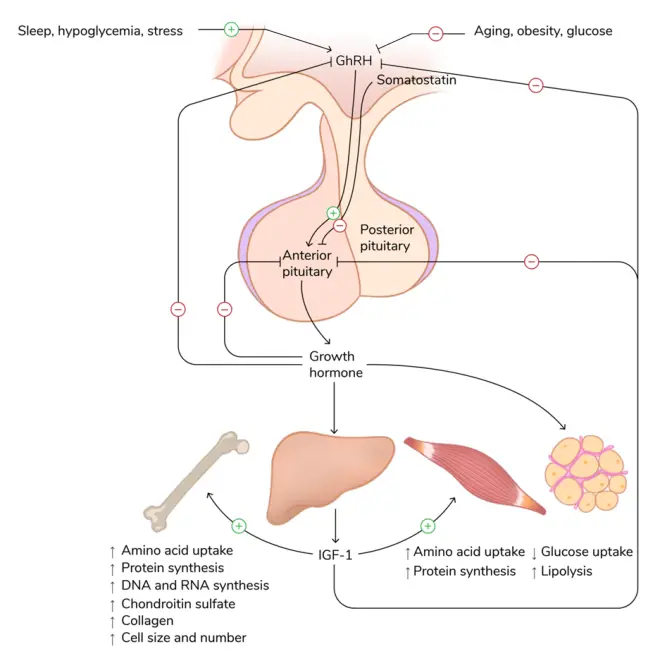 Sleep, hypoglycemia, stress
+
−
Aging, obesity, glucose
GhRH
Somatostatin
−
+
−
Posterior
pituitary
Anterior
pituitary
−
−
−
Growth
hormone
+
IGF-1
+
↑ Amino acid uptake
↑ Protein synthesis
↑ DNA and RNA synthesis
↑ Chondroitin sulfate
↑ Collagen
↑ Cell size and number
↑ Amino acid uptake
↑ Protein synthesis
↓ Glucose uptake
↑ Lipolysis